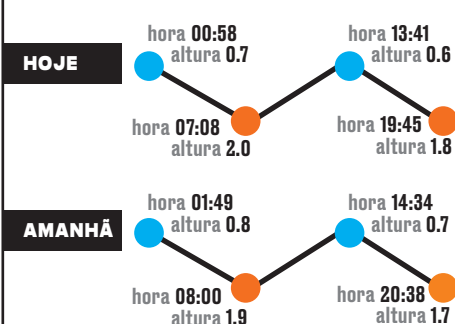 HOJE
hora 00:58
altura 0.7
hora 07:08
altura 2.0
hora 13:41
altura 0.6
hora 19:45
altura 1.8
AMANHÃ
hora 01:49
altura 0.8
hora 08:00
altura 1.9
hora 14:34
altura 0.7
hora 20:38
altura 1.7